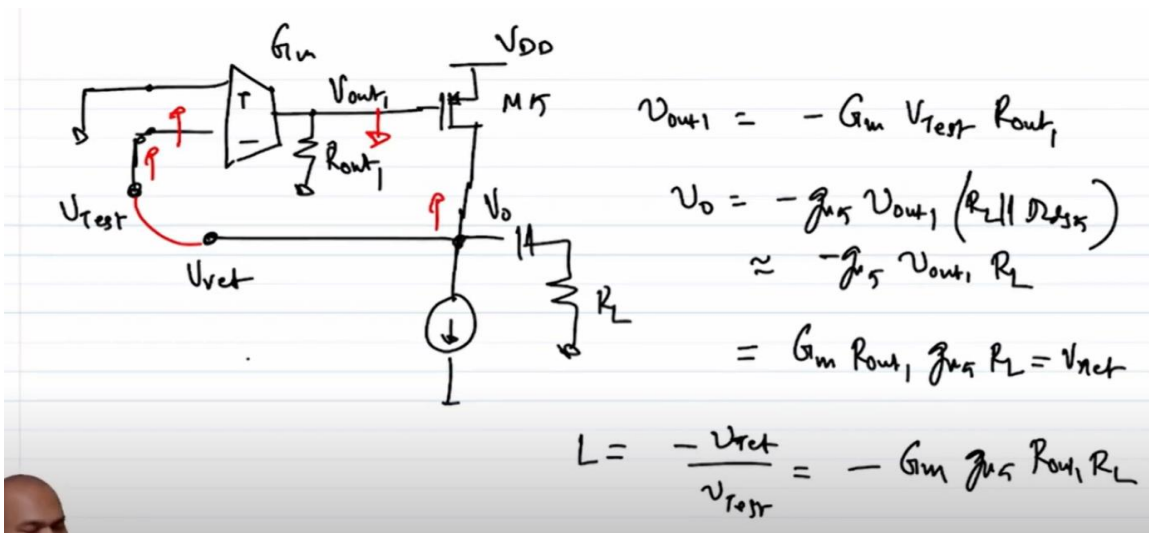 Gm
VDD
Vout1
M5
+
-
Rout1
VTest
Vo
Vret
RL
Vout1 = - Gm VTest Rout1
Vo = - gm5 Vout1 (RL || rds5)
≈ - gm5 Vout1 RL
= Gm Rout1 gm5 RL = Vret
L = - Vret / VTest = - Gm gm5 Rout1 RL